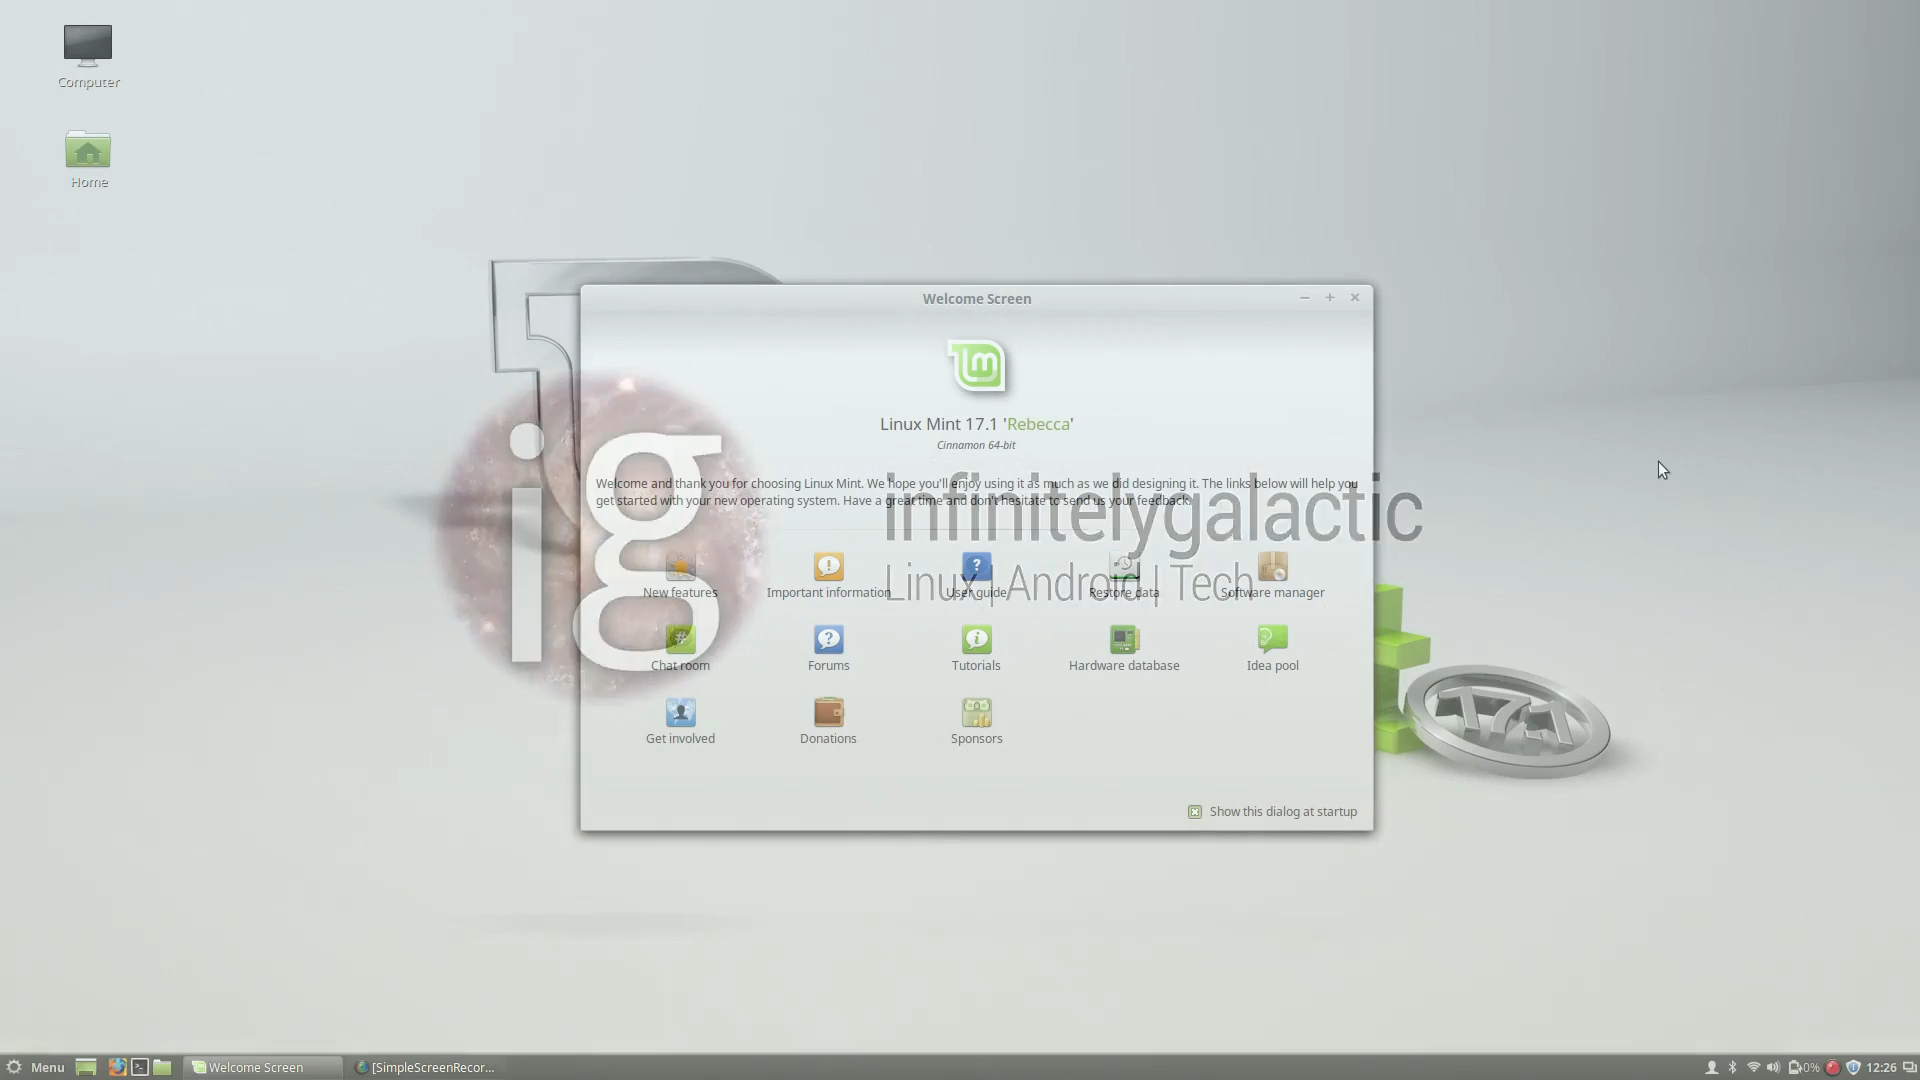 Computer
Home
Welcome Screen
lm
Linux Mint 17.1 'Rebecca'
Cinnamon 64-bit
Welcome and thank you for choosing Linux Mint. We hope you'll enjoy using it as much as we did designing it. The links below will help you
get started with your new operating system. Have a great time and don't hesitate to send us your feedback.
ig
infinitelygalactic
Linux | Android | Tech
New features
Important information
User guide
Restore data
Software manager
Chat room
Forums
Tutorials
Hardware database
Idea pool
Get involved
Donations
Sponsors
17.1
Show this dialog at startup
Menu
Welcome Screen
[SimpleScreenRecor...
0%
12:26